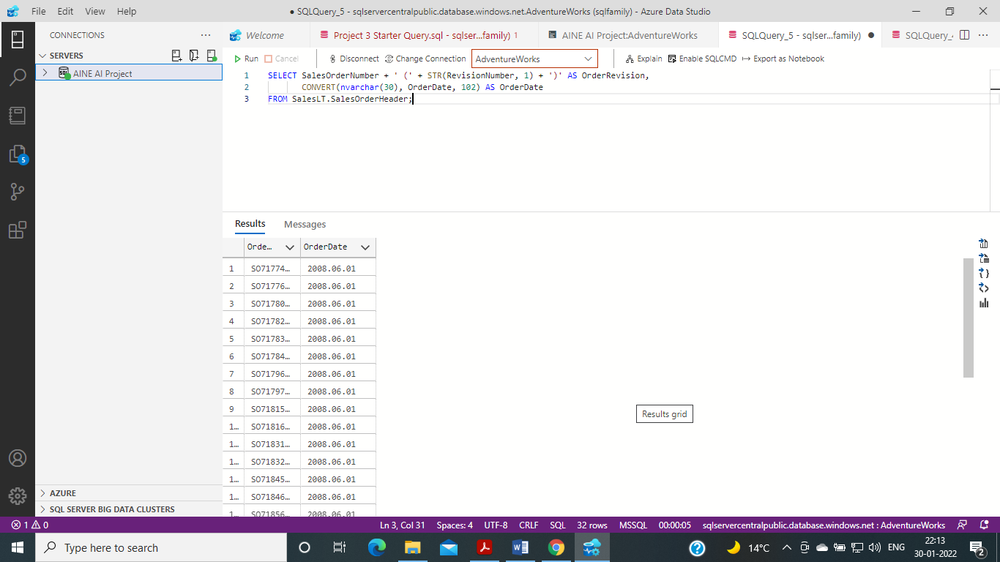 File Edit View Help
● SQLQuery_5 - sqlservercentralpublic.database.windows.net.AdventureWorks (sqlfamily) - Azure Data Studio
CONNECTIONS
SERVERS
AINE AI Project
AZURE
SQL SERVER BIG DATA CLUSTERS
5
Welcome
Project 3 Starter Query.sql - sqlser...family) 1
AINE AI Project:AdventureWorks
SQLQuery_5 - sqlser...family) ●
SQLQuery_
Run Cancel Disconnect Change Connection AdventureWorks Explain Enable SQLCMD Export as Notebook
1 SELECT SalesOrderNumber + ' (' + STR(RevisionNumber, 1) + ')' AS OrderRevision,
2 CONVERT(nvarchar(30), OrderDate, 102) AS OrderDate
3 FROM SalesLT.SalesOrderHeader;
Results Messages
Orde... OrderDate
1 SO71774... 2008.06.01
2 SO71776... 2008.06.01
3 SO71780... 2008.06.01
4 SO71782... 2008.06.01
5 SO71783... 2008.06.01
6 SO71784... 2008.06.01
7 SO71796... 2008.06.01
8 SO71797... 2008.06.01
9 SO71815... 2008.06.01
1... SO71816... 2008.06.01
1... SO71831... 2008.06.01
1... SO71832... 2008.06.01
1... SO71845... 2008.06.01
1... SO71846... 2008.06.01
1... SO71856... 2008.06.01
Results grid
1 0 Ln 3, Col 31 Spaces: 4 UTF-8 CRLF SQL 32 rows MSSQL 00:00:05 sqlservercentralpublic.database.windows.net : AdventureWorks
Type here to search
14°C ENG
22:13
30-01-2022
2